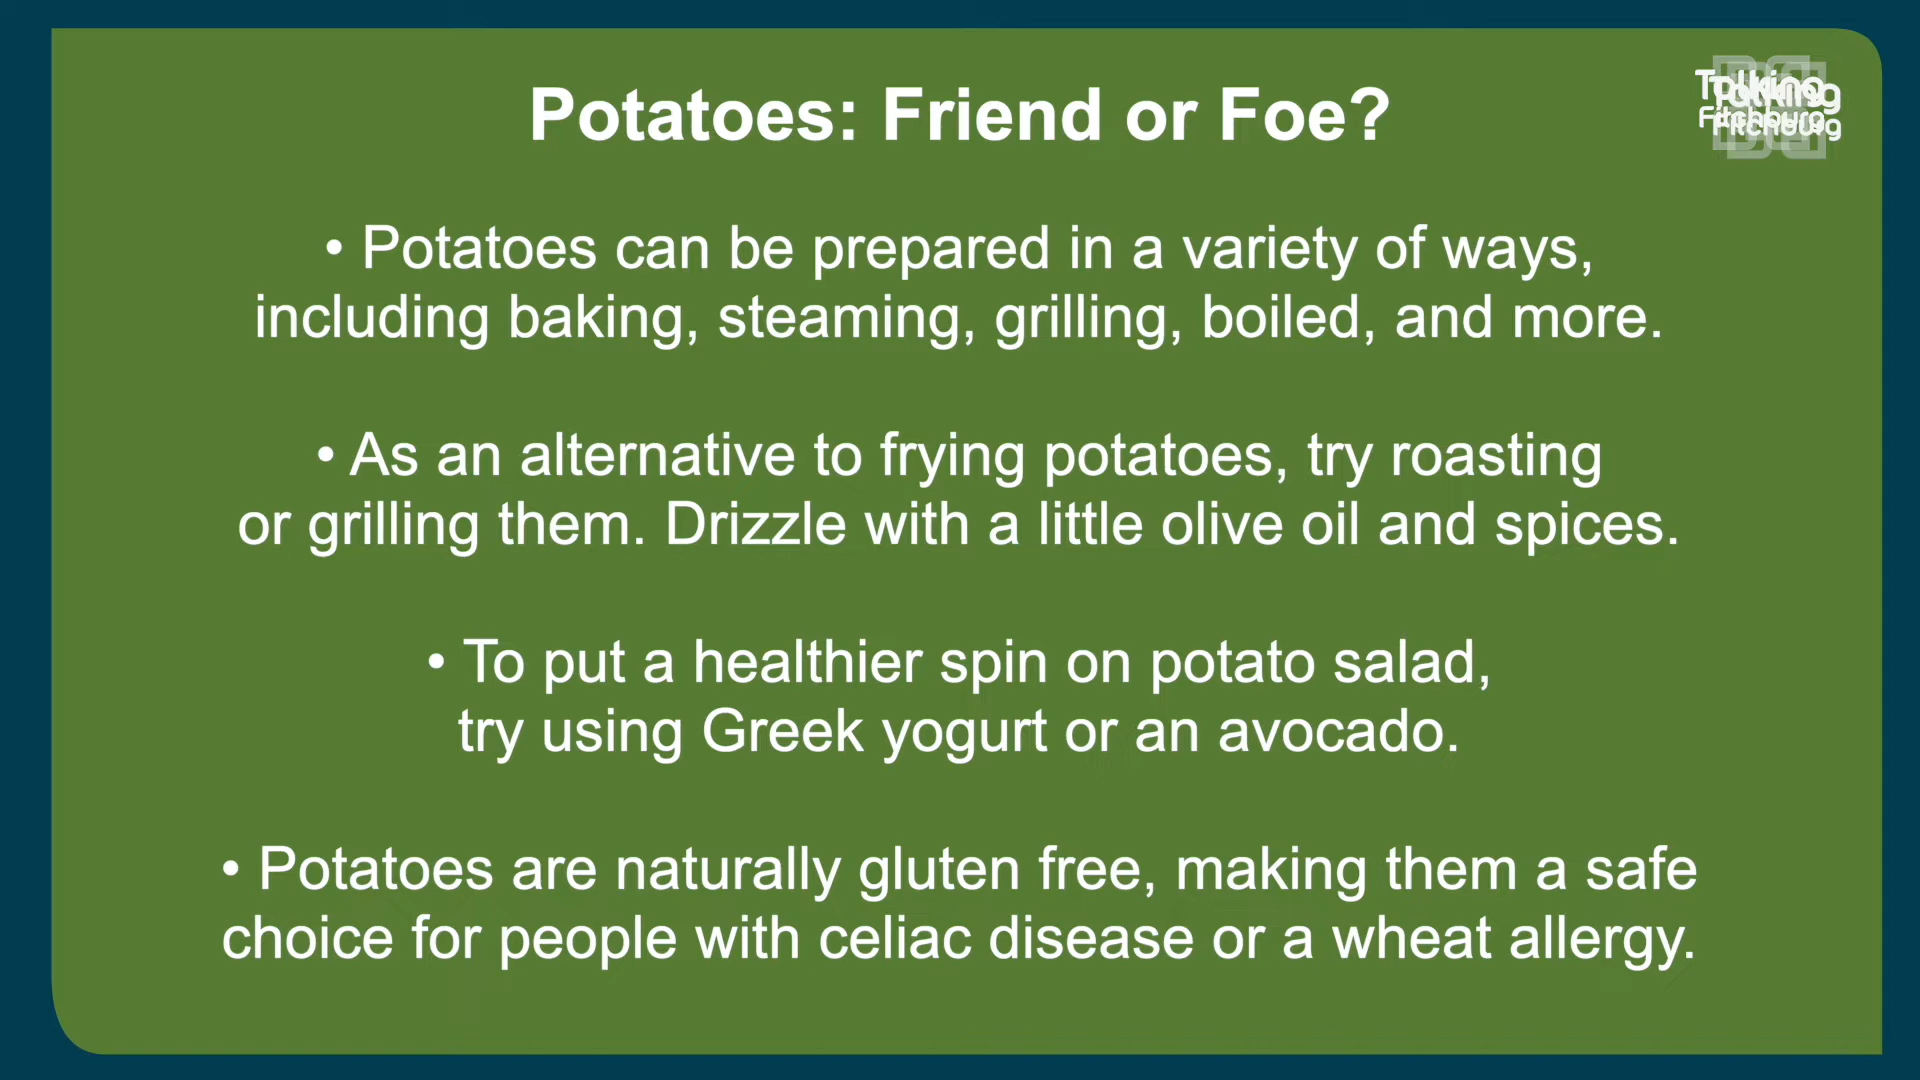 Potatoes: Friend or Foe?
Talking
Fitchburg
• Potatoes can be prepared in a variety of ways,
including baking, steaming, grilling, boiled, and more.
• As an alternative to frying potatoes, try roasting
or grilling them. Drizzle with a little olive oil and spices.
• To put a healthier spin on potato salad,
try using Greek yogurt or an avocado.
• Potatoes are naturally gluten free, making them a safe
choice for people with celiac disease or a wheat allergy.